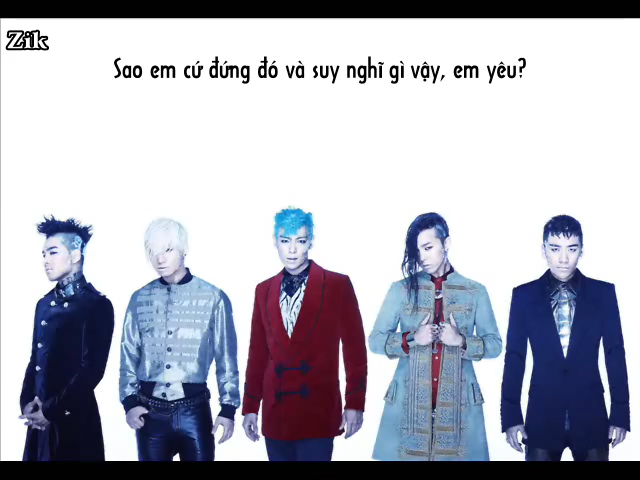 Zik
Sao em cứ đứng đó và suy nghĩ gì vậy, em yêu?